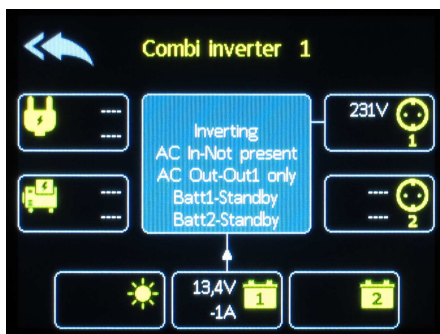 Combi inverter 1
----
----
Inverting
AC In-Not present
AC Out-Out1 only
Batt1-Standby
Batt2-Standby
231V
1
----
----
----
----
2
13,4V
-1A
1
2